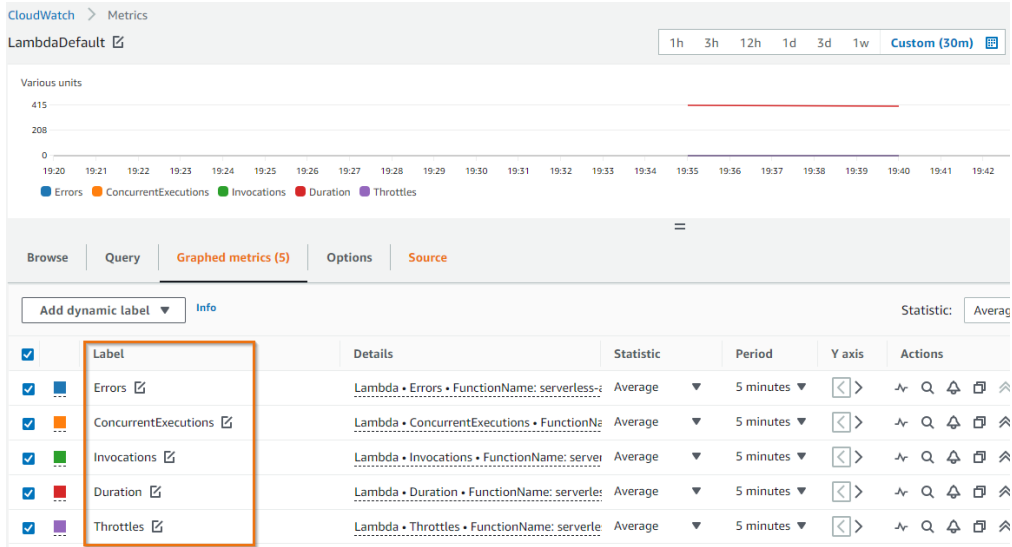 CloudWatch > Metrics
LambdaDefault
1h 3h 12h 1d 3d 1w Custom (30m)
Various units
415
208
0
19:20 19:21 19:22 19:23 19:24 19:25 19:26 19:27 19:28 19:29 19:30 19:31 19:32 19:33 19:34 19:35 19:36 19:37 19:38 19:39 19:40 19:41 19:42
Errors ConcurrentExecutions Invocations Duration Throttles
Browse Query Graphed metrics (5) Options Source
Add dynamic label Info Statistic: Averag
Label Details Statistic Period Y axis Actions
Errors Lambda • Errors • FunctionName: serverless-a Average 5 minutes
ConcurrentExecutions Lambda • ConcurrentExecutions • FunctionNa Average 5 minutes
Invocations Lambda • Invocations • FunctionName: server Average 5 minutes
Duration Lambda • Duration • FunctionName: serverles Average 5 minutes
Throttles Lambda • Throttles • FunctionName: serverle Average 5 minutes